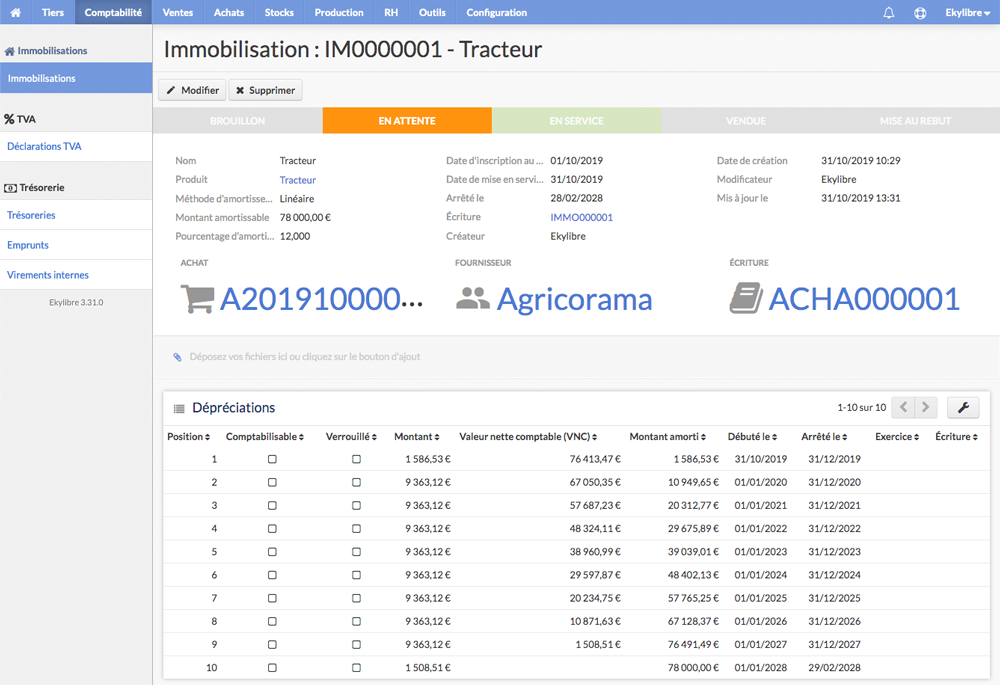 Tiers Comptabilité Ventes Achats Stocks Production RH Outils Configuration Ekylibre
Immobilisations
Immobilisations
TVA
Déclarations TVA
Trésorerie
Trésoreries
Emprunts
Virements internes
Ekylibre 3.31.0
Immobilisation : IM0000001 - Tracteur
Modifier Supprimer
BROUILLON EN ATTENTE EN SERVICE VENDUE MISE AU REBUT
Nom Tracteur Date d'inscription au ... 01/10/2019 Date de création 31/10/2019 10:29
Produit Tracteur Date de mise en servi... 31/10/2019 Modificateur Ekylibre
Méthode d'amortisse... Linéaire Arrêté le 28/02/2028 Mis à jour le 31/10/2019 13:31
Montant amortissable 78 000,00 € Écriture IMMO000001
Pourcentage d'amorti... 12,000 Créateur Ekylibre
ACHAT FOURNISSEUR ÉCRITURE
A201910000... Agricorama ACHA000001
Déposez vos fichiers ici ou cliquez sur le bouton d'ajout
Dépréciations 1-10 sur 10
Position Comptabilisable Verrouillé Montant Valeur nette comptable (VNC) Montant amorti Débuté le Arrêté le Exercice Écriture
1 1 586,53 € 76 413,47 € 1 586,53 € 31/10/2019 31/12/2019
2 9 363,12 € 67 050,35 € 10 949,65 € 01/01/2020 31/12/2020
3 9 363,12 € 57 687,23 € 20 312,77 € 01/01/2021 31/12/2021
4 9 363,12 € 48 324,11 € 29 675,89 € 01/01/2022 31/12/2022
5 9 363,12 € 38 960,99 € 39 039,01 € 01/01/2023 31/12/2023
6 9 363,12 € 29 597,87 € 48 402,13 € 01/01/2024 31/12/2024
7 9 363,12 € 20 234,75 € 57 765,25 € 01/01/2025 31/12/2025
8 9 363,12 € 10 871,63 € 67 128,37 € 01/01/2026 31/12/2026
9 9 363,12 € 1 508,51 € 76 491,49 € 01/01/2027 31/12/2027
10 1 508,51 € 78 000,00 € 01/01/2028 29/02/2028